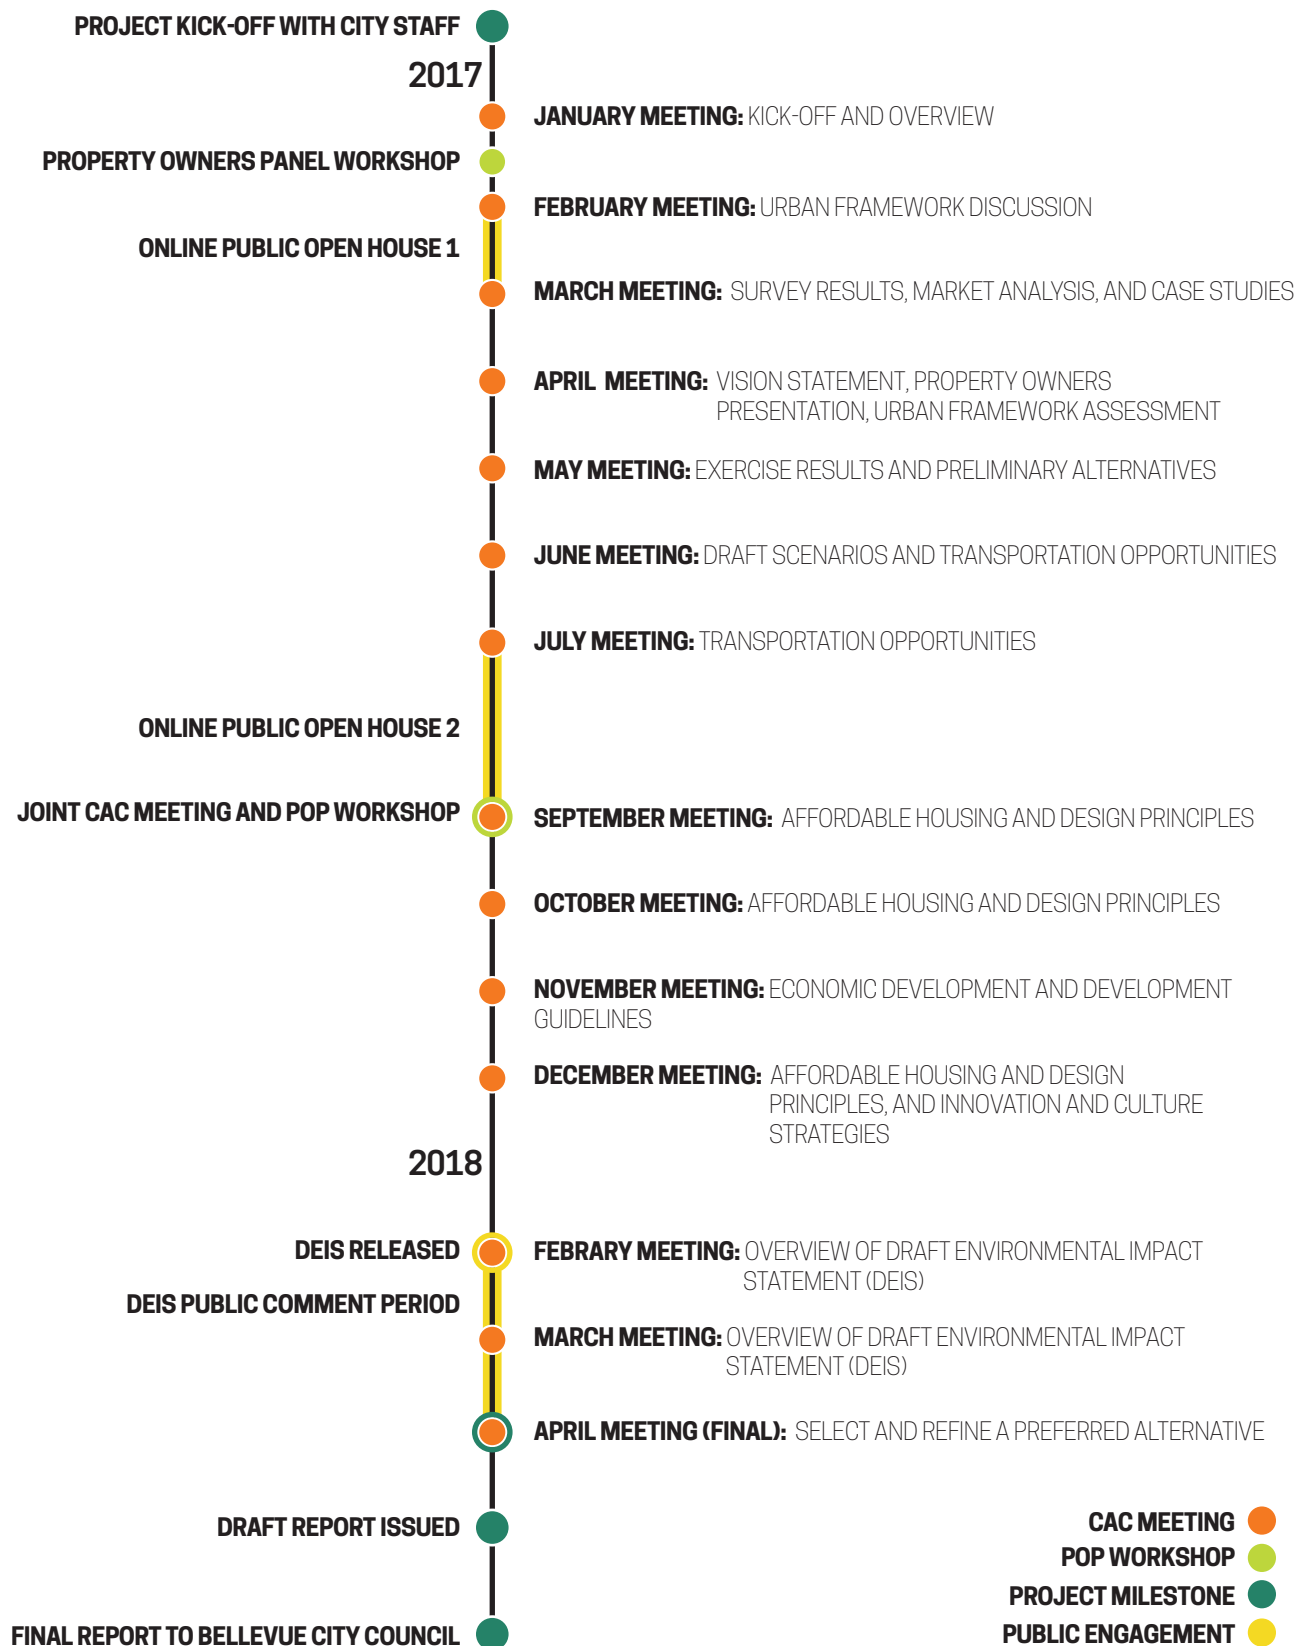 PROJECT KICK-OFF WITH CITY STAFF
2017
JANUARY MEETING: KICK-OFF AND OVERVIEW
PROPERTY OWNERS PANEL WORKSHOP
FEBRUARY MEETING: URBAN FRAMEWORK DISCUSSION
ONLINE PUBLIC OPEN HOUSE 1
MARCH MEETING: SURVEY RESULTS, MARKET ANALYSIS, AND CASE STUDIES
APRIL MEETING: VISION STATEMENT, PROPERTY OWNERS
PRESENTATION, URBAN FRAMEWORK ASSESSMENT
MAY MEETING: EXERCISE RESULTS AND PRELIMINARY ALTERNATIVES
JUNE MEETING: DRAFT SCENARIOS AND TRANSPORTATION OPPORTUNITIES
JULY MEETING: TRANSPORTATION OPPORTUNITIES
ONLINE PUBLIC OPEN HOUSE 2
JOINT CAC MEETING AND POP WORKSHOP
SEPTEMBER MEETING: AFFORDABLE HOUSING AND DESIGN PRINCIPLES
OCTOBER MEETING: AFFORDABLE HOUSING AND DESIGN PRINCIPLES
NOVEMBER MEETING: ECONOMIC DEVELOPMENT AND DEVELOPMENT
GUIDELINES
DECEMBER MEETING: AFFORDABLE HOUSING AND DESIGN
PRINCIPLES, AND INNOVATION AND CULTURE
STRATEGIES
2018
DEIS RELEASED
FEBRARY MEETING: OVERVIEW OF DRAFT ENVIRONMENTAL IMPACT
STATEMENT (DEIS)
DEIS PUBLIC COMMENT PERIOD
MARCH MEETING: OVERVIEW OF DRAFT ENVIRONMENTAL IMPACT
STATEMENT (DEIS)
APRIL MEETING (FINAL): SELECT AND REFINE A PREFERRED ALTERNATIVE
DRAFT REPORT ISSUED
FINAL REPORT TO BELLEVUE CITY COUNCIL
CAC MEETING
POP WORKSHOP
PROJECT MILESTONE
PUBLIC ENGAGEMENT